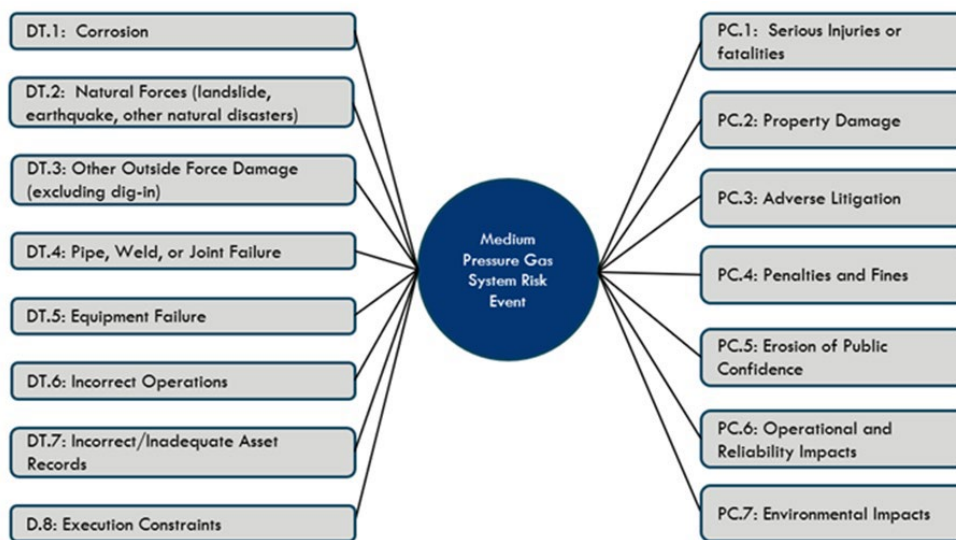 DT.1:  Corrosion
DT.2:  Natural Forces (landslide,
earthquake, other natural disasters)
DT.3: Other Outside Force Damage
(excluding dig-in)
DT.4: Pipe, Weld, or Joint Failure
DT.5: Equipment Failure
DT.6: Incorrect Operations
DT.7: Incorrect/Inadequate Asset
Records
D.8: Execution Constraints
Medium
Pressure Gas
System Risk
Event
PC.1:  Serious Injuries or
fatalities
PC.2: Property Damage
PC.3: Adverse Litigation
PC.4: Penalties and Fines
PC.5: Erosion of Public
Confidence
PC.6: Operational and
Reliability Impacts
PC.7: Environmental Impacts